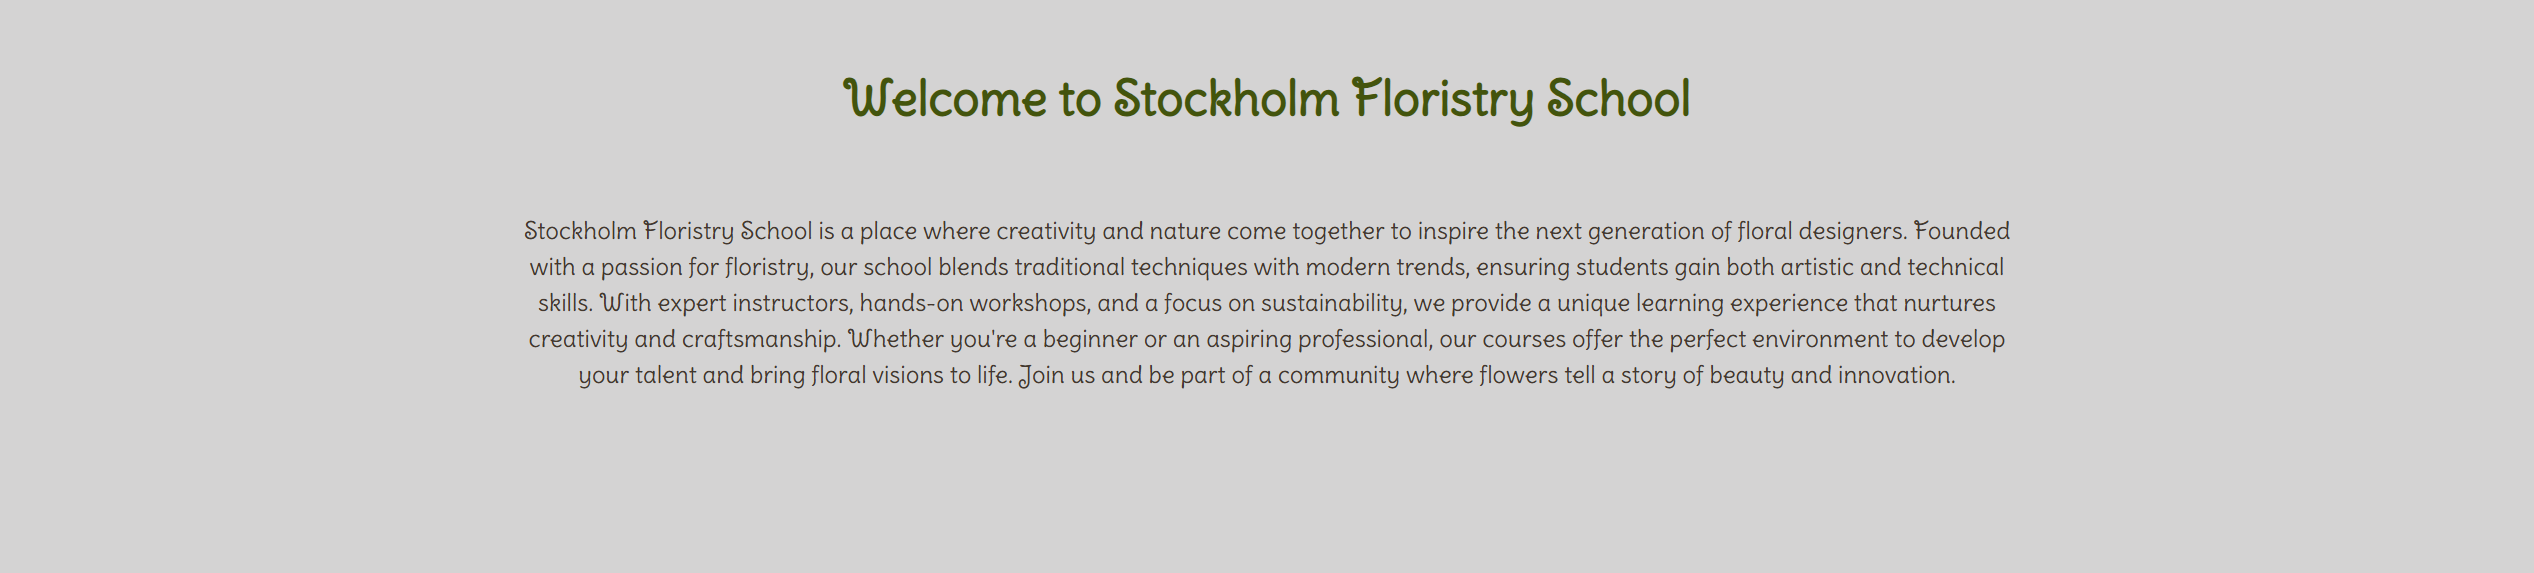 Welcome to Stockholm Floristry School
Stockholm Floristry School is a place where creativity and nature come together to inspire the next generation of floral designers. Founded
with a passion for floristry, our school blends traditional techniques with modern trends, ensuring students gain both artistic and technical
skills. With expert instructors, hands-on workshops, and a focus on sustainability, we provide a unique learning experience that nurtures
creativity and craftsmanship. Whether you're a beginner or an aspiring professional, our courses offer the perfect environment to develop
your talent and bring floral visions to life. Join us and be part of a community where flowers tell a story of beauty and innovation.